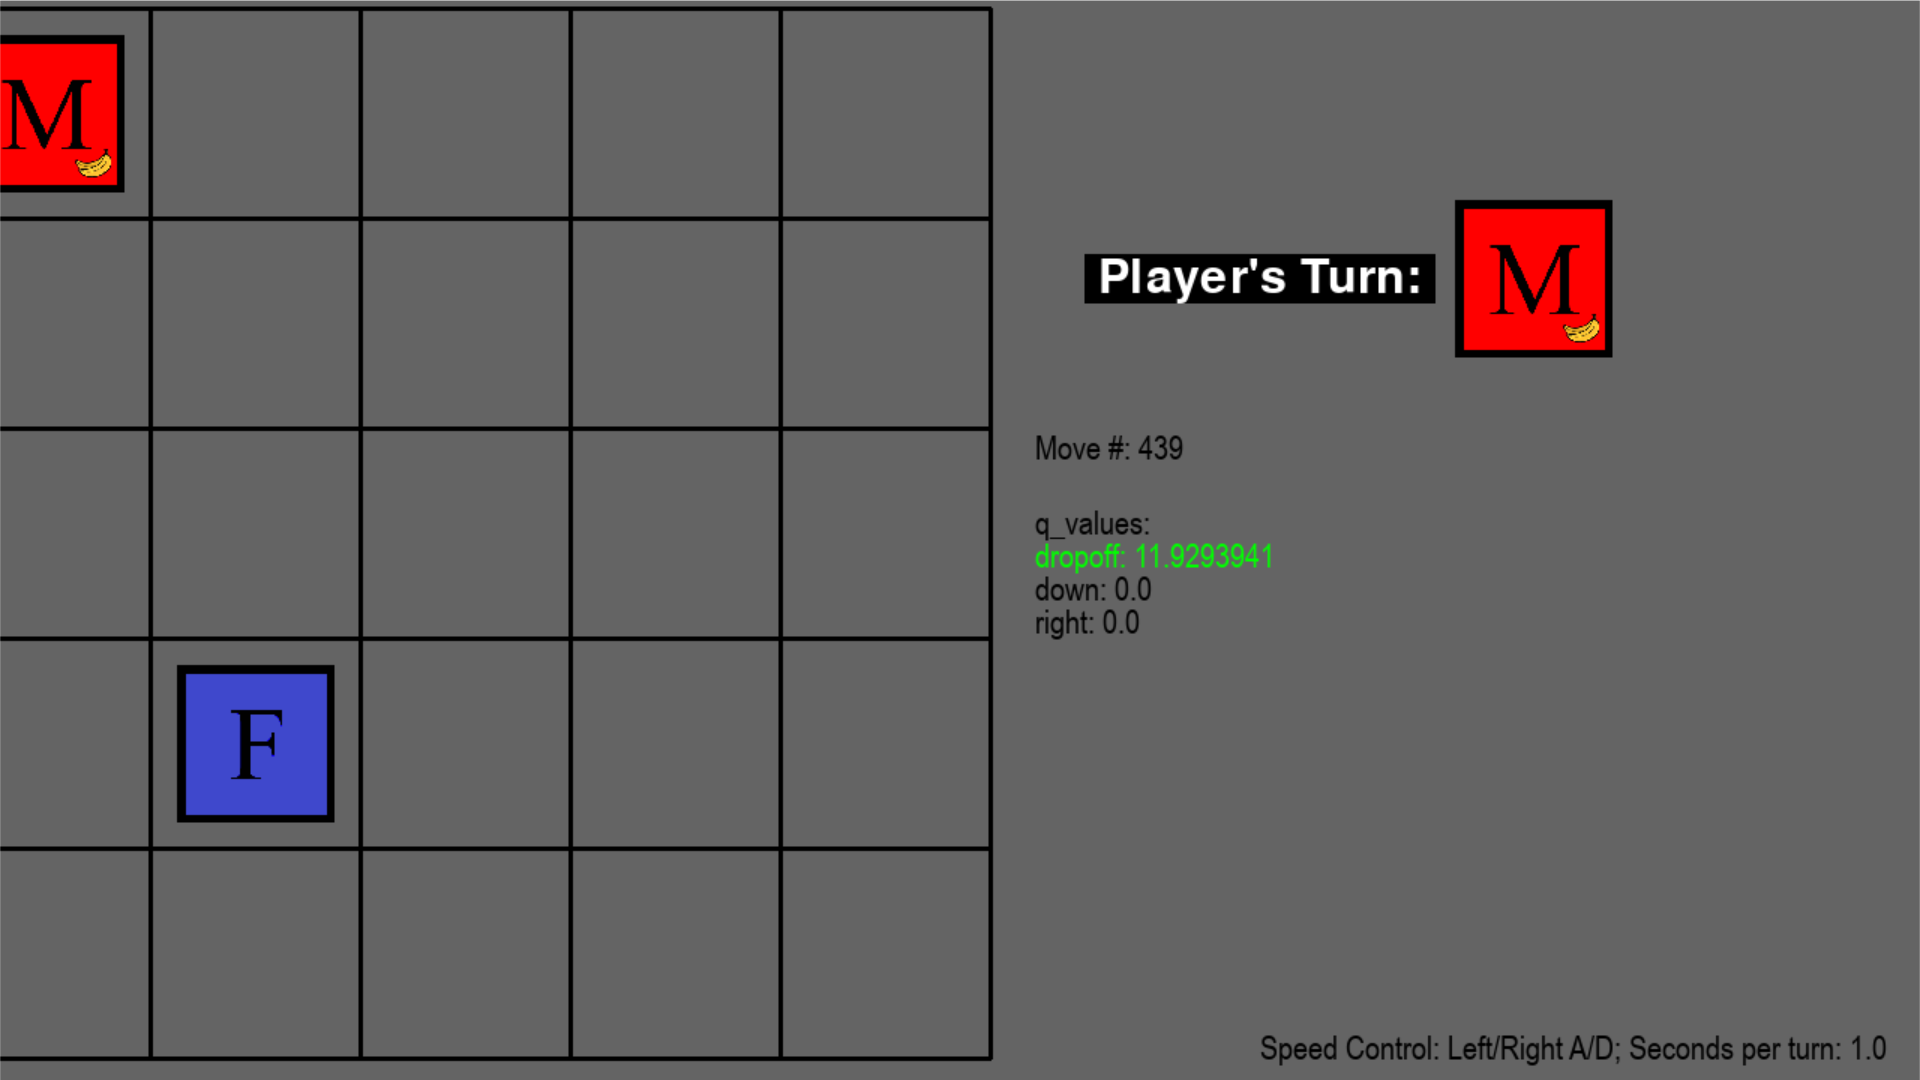 M
Player's Turn:
M
Move #: 439
q_values:
dropoff: 11.9293941
down: 0.0
right: 0.0
F
Speed Control: Left/Right A/D; Seconds per turn: 1.0